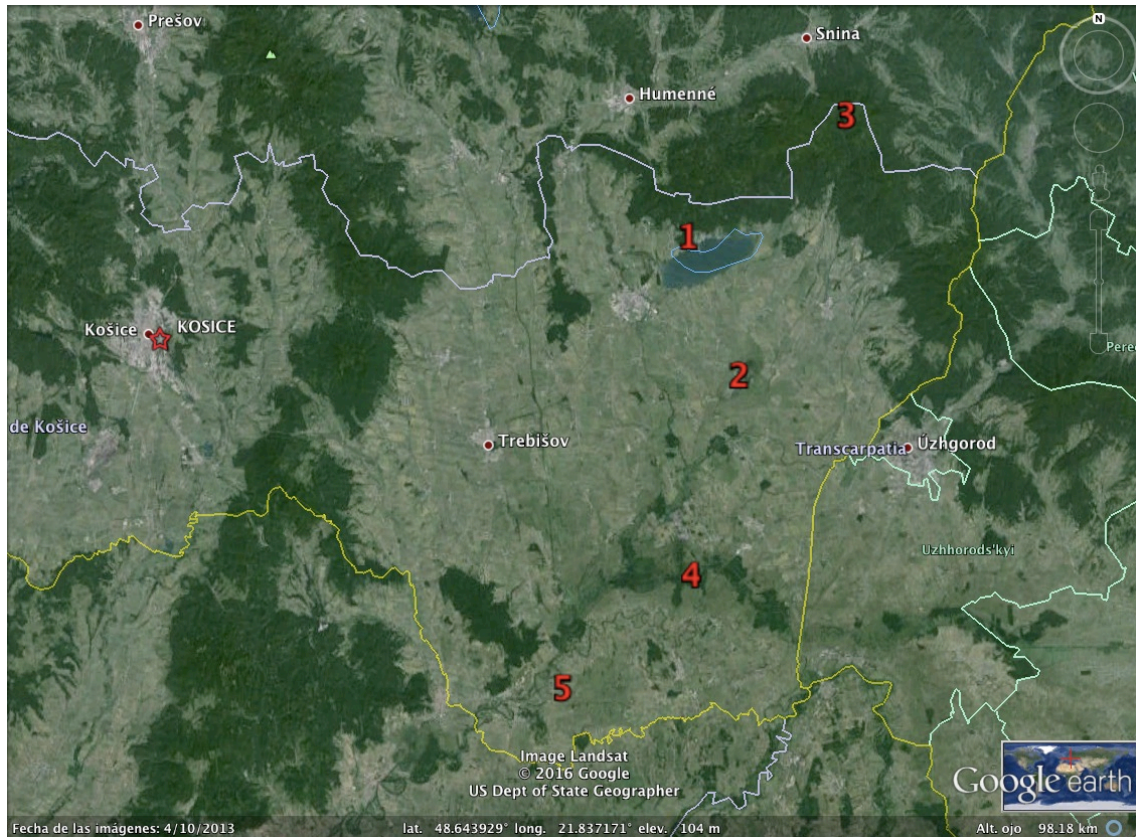 Prešov
Snina
N
Humenné
3
1
Košice
KOSICE
2
de Košice
Trebišov
Transcarpatia
Úzhgorod
Uzhhorods'kyi
4
5
Image Landsat
© 2016 Google
US Dept of State Geographer
Google earth
Fecha de las imágenes: 4/10/2013
lat. 48.643929° long. 21.837171° elev. 104 m
Alt. ojo 98.18 km